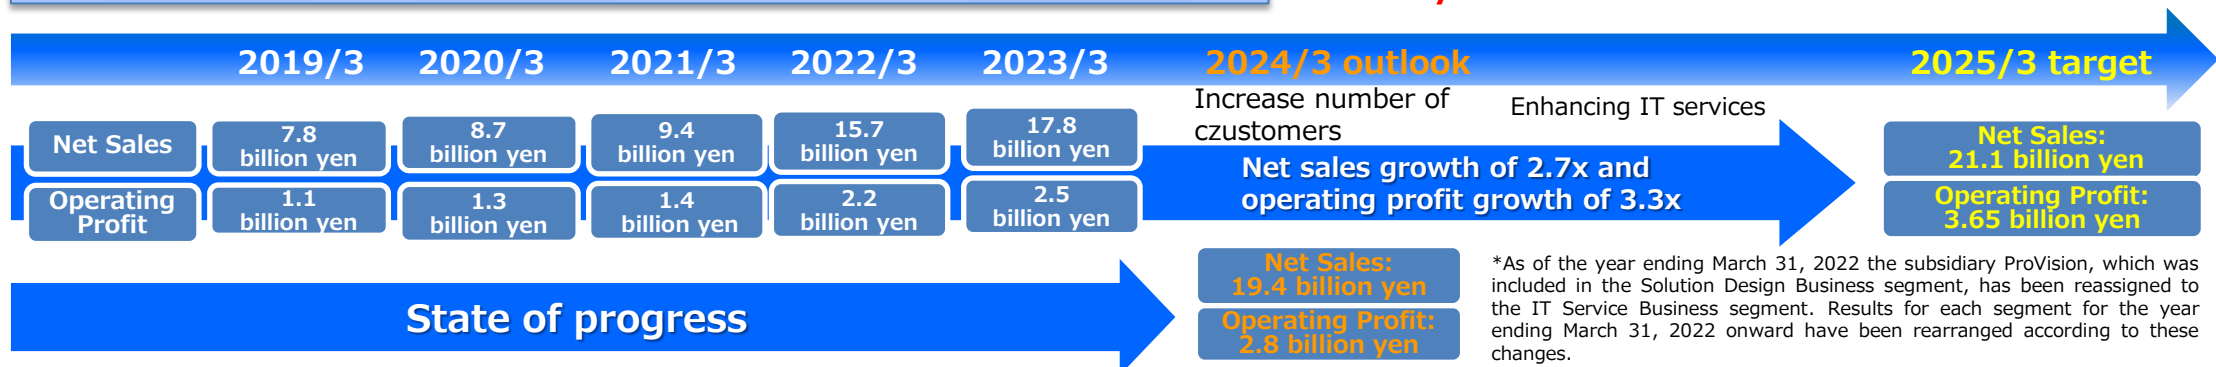 2019/3 2020/3 2021/3 2022/3 2023/3 2024/3 outlook 2025/3 target
Increase number of
czustomers
Enhancing IT services
Net Sales
7.8
billion yen
8.7
billion yen
9.4
billion yen
15.7
billion yen
17.8
billion yen
Operating
Profit
1.1
billion yen
1.3
billion yen
1.4
billion yen
2.2
billion yen
2.5
billion yen
Net sales growth of 2.7x and
operating profit growth of 3.3x
Net Sales:
21.1 billion yen
Operating Profit:
3.65 billion yen
State of progress
Net Sales:
19.4 billion yen
Operating Profit:
2.8 billion yen
*As of the year ending March 31, 2022 the subsidiary ProVision, which was
included in the Solution Design Business segment, has been reassigned to
the IT Service Business segment. Results for each segment for the year
ending March 31, 2022 onward have been rearranged according to these
changes.